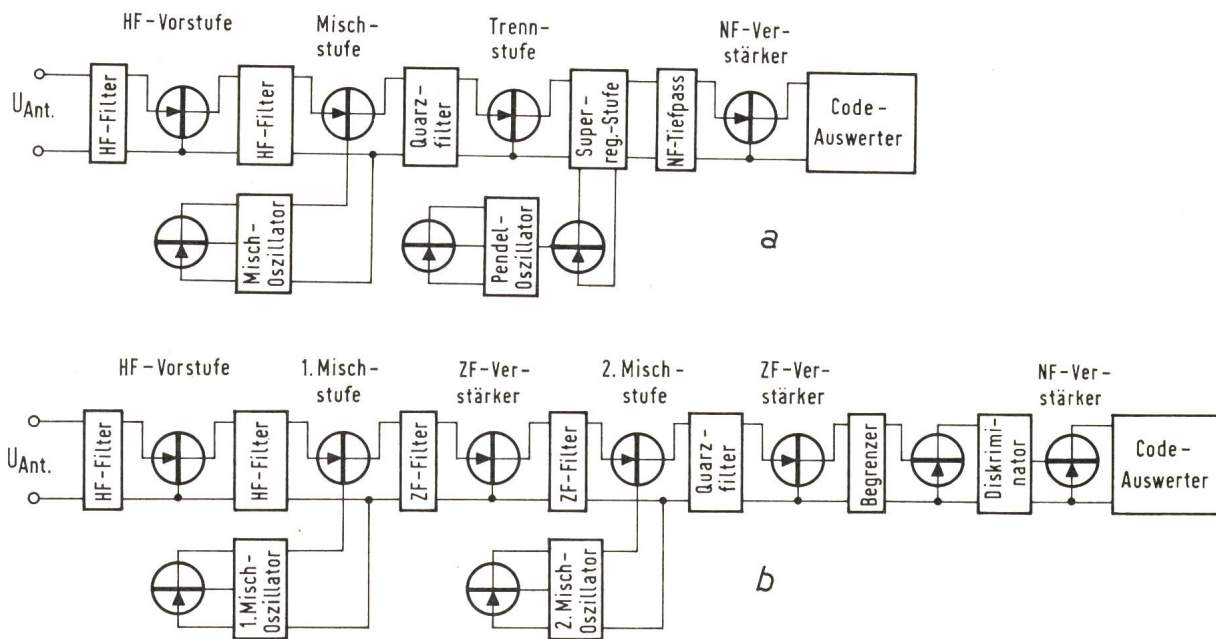 HF-Vorstufe
Misch-
stufe
Trenn-
stufe
NF-Ver-
stärker
UAnt.
HF-Filter
HF-Filter
Quarz-
filter
Super-
reg.-Stufe
NF-Tiefpass
Code-
Auswerter
Misch-
Oszillator
Pendel-
Oszillator
a
HF-Vorstufe
1. Misch-
stufe
ZF-Ver-
stärker
2. Misch-
stufe
ZF-Ver-
stärker
NF-Ver-
stärker
UAnt.
HF-Filter
HF-Filter
ZF-Filter
ZF-Filter
Quarz-
filter
Begrenzer
Diskrimi-
nator
Code-
Auswerter
1. Misch-
Oszillator
2. Misch-
Oszillator
b